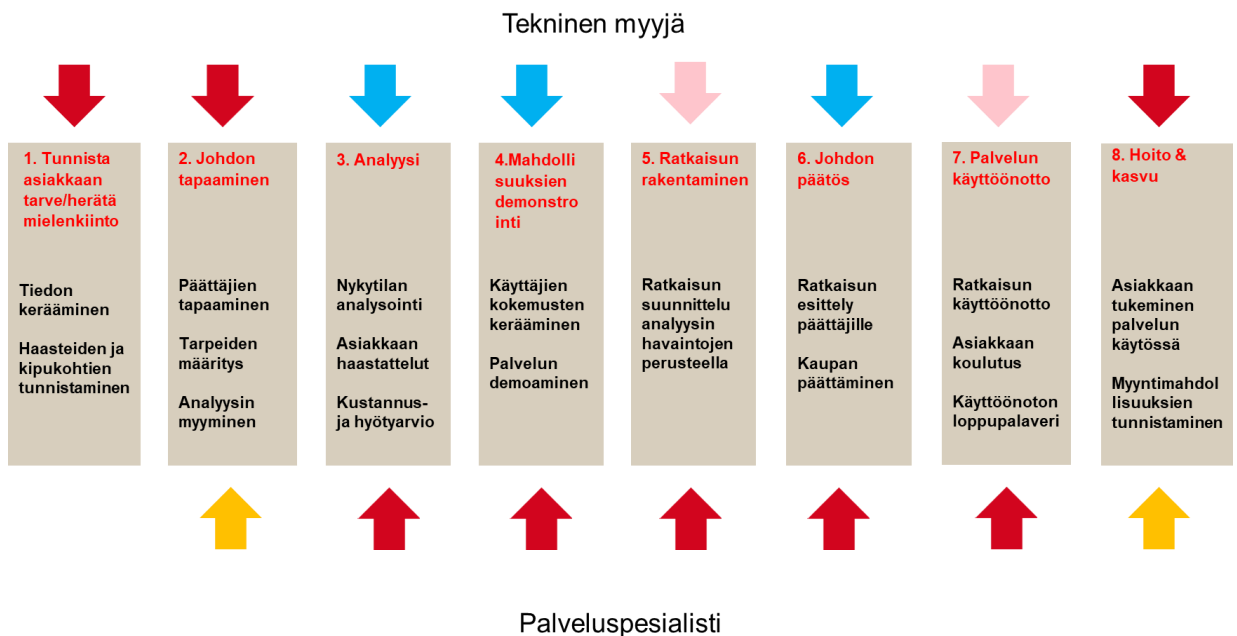 Tekninen myyjä
1. Tunnista
asiakkaan
tarve/herätä
mielenkiinto
Tiedon
kerääminen
Haasteiden ja
kipukohtien
tunnistaminen
2. Johdon
tapaaminen
Päättäjien
tapaaminen
Tarpeiden
määritys
Analyysin
myyminen
3. Analyysi
Nykytilan
analysointi
Asiakkaan
haastattelut
Kustannus-
ja hyötyarvio
4.Mahdolli
suuksien
demonstro
inti
Käyttäjien
kokemusten
kerääminen
Palvelun
demoaminen
5. Ratkaisun
rakentaminen
Ratkaisun
suunnittelu
analyysin
havaintojen
perusteella
6. Johdon
päätös
Ratkaisun
esittely
päättäjille
Kaupan
päättäminen
7. Palvelun
käyttöönotto
Ratkaisun
käyttöönotto
Asiakkaan
koulutus
Käyttöönoton
loppupalaveri
8. Hoito &
kasvu
Asiakkaan
tukeminen
palvelun
käytössä
Myyntimahdol
lisuuksien
tunnistaminen
Palveluspesialisti